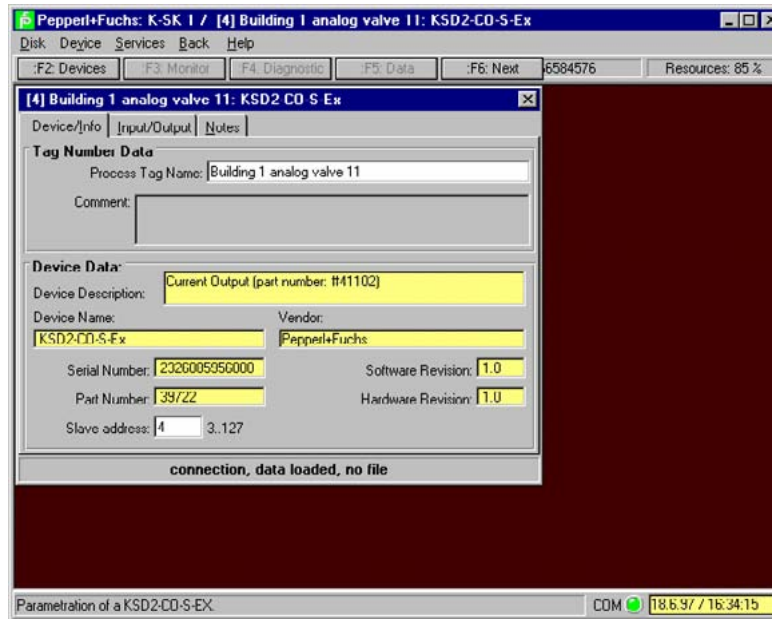 Pepperl+Fuchs: K-SK 1 / [4] Building 1 analog valve 11: KSD2-CO-S-Ex
Disk Device Services Back Help
:F2: Devices :F3: Monitor :F4: Diagnostic :F5: Data :F6: Next 6584576 Resources: 85 %
[4] Building 1 analog valve 11: KSD2-CO-S-Ex
Device/Info Input/Output Notes
Tag Number Data
Process Tag Name: Building 1 analog valve 11
Comment:
Device Data:
Device Description: Current Output (part number: #41102)
Device Name: Vendor:
KSD2-CO-S-Ex Pepperl+Fuchs
Serial Number: 2326005956000 Software Revision: 1.0
Part Number: 39722 Hardware Revision: 1.0
Slave address: 4 3..127
connection, data loaded, no file
Parametration of a KSD2-CO-S-EX. COM 18.6.97 / 16:34:15